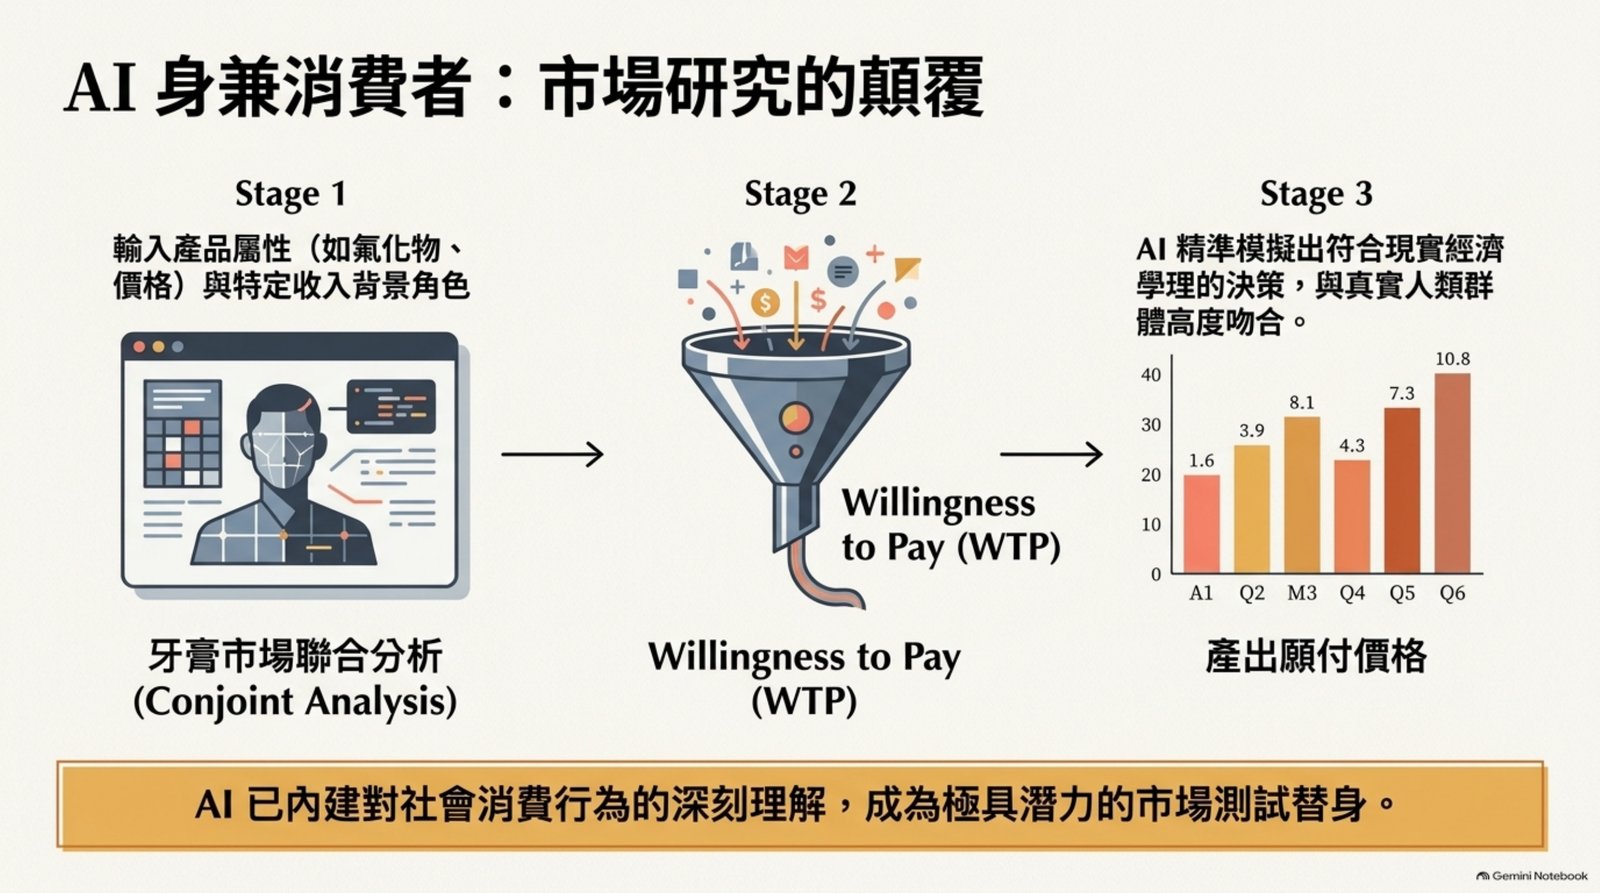 AI 身兼消費者：市場研究的顛覆
Stage 1
輸入產品屬性（如氟化物、
價格）與特定收入背景角色
牙膏市場聯合分析
(Conjoint Analysis)
Stage 2
$
$
Willingness
to Pay (WTP)
Willingness to Pay
(WTP)
Stage 3
AI 精準模擬出符合現實經濟
學理的決策，與真實人類群
體高度吻合。
40
30
20
10
0
1.6
3.9
8.1
4.3
7.3
10.8
A1
Q2
M3
Q4
Q5
Q6
產出願付價格
AI 已內建對社會消費行為的深刻理解，成為極具潛力的市場測試替身。
Gemini Notebook